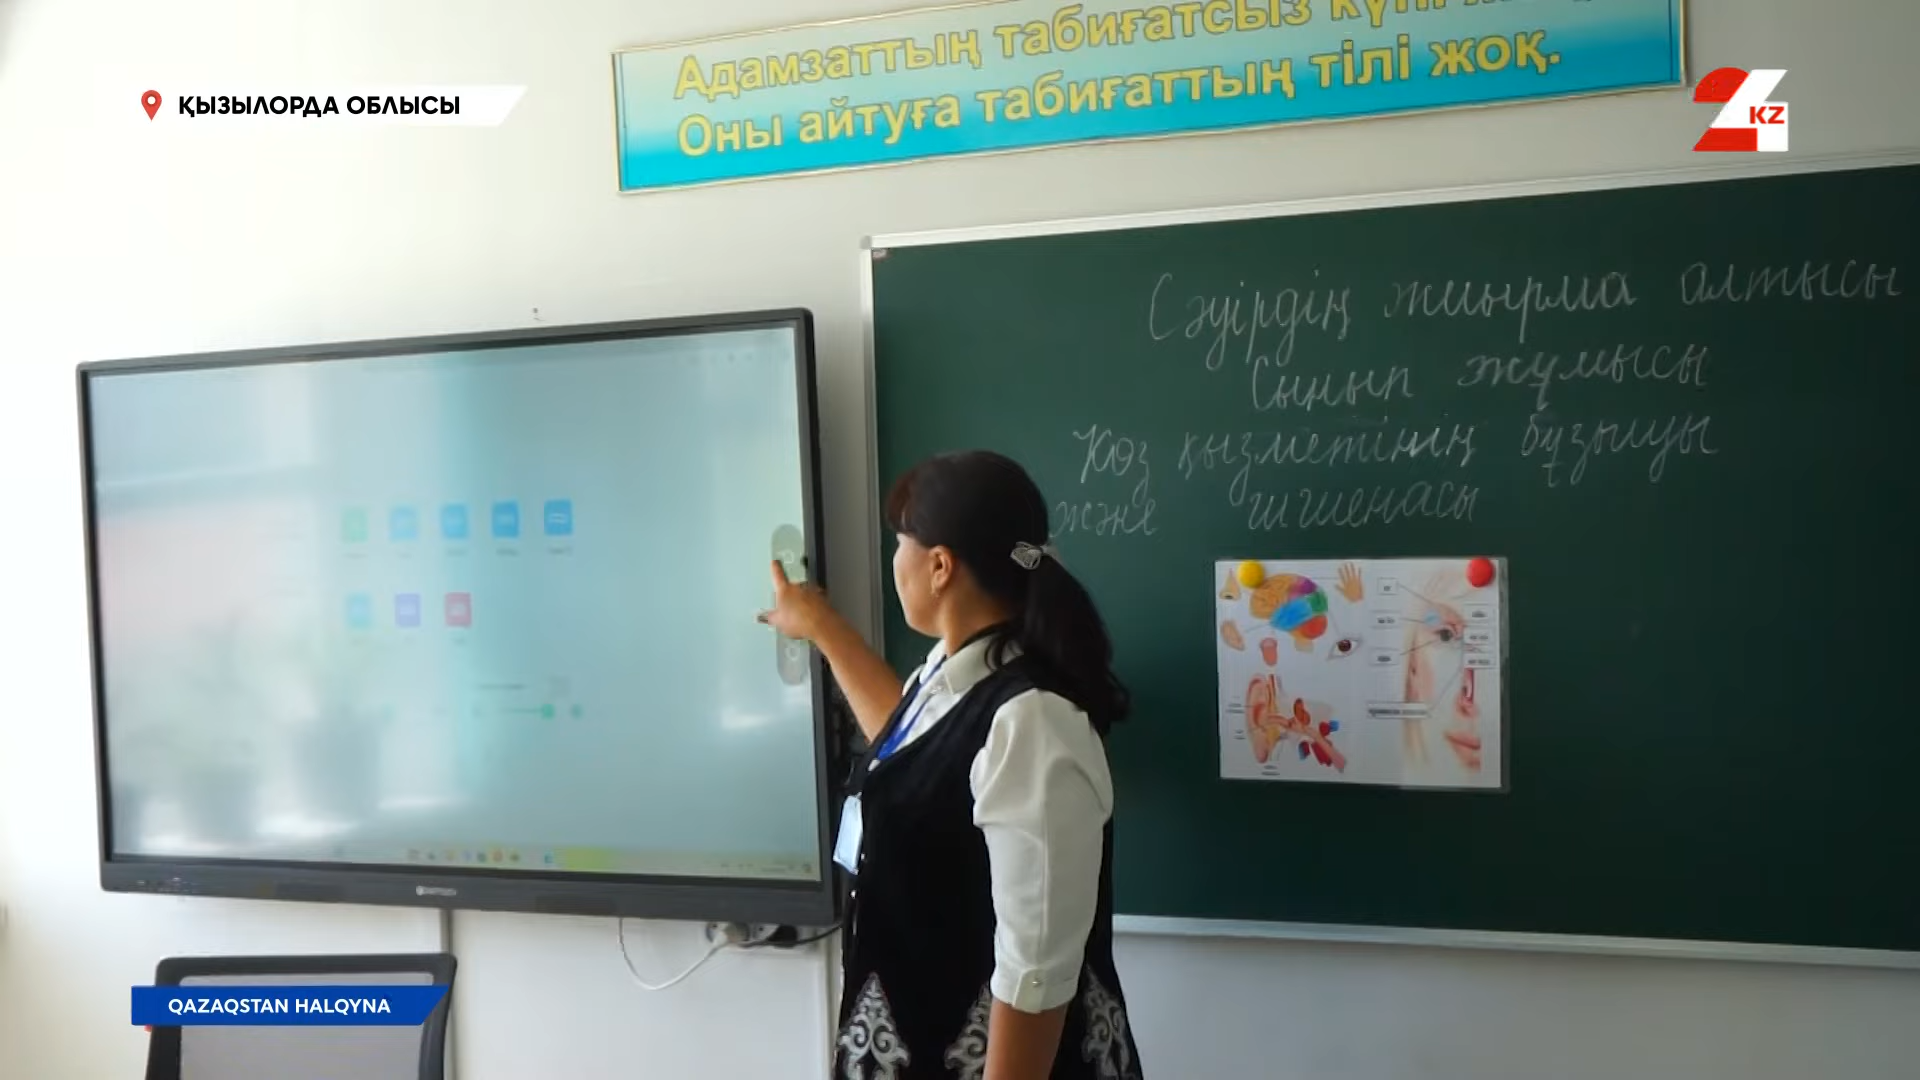 Адамзаттың табиғатсыз күні жоқ,
Оны айтуға табиғаттың тілі жоқ.
ҚЫЗЫЛОРДА ОБЛЫСЫ
24 KZ
Сәуірдің жиырма алтысы
Сынып жұмысы
Көз қызметінің бұзылуы
және гигиенасы
QAZAQSTAN HALQYNA